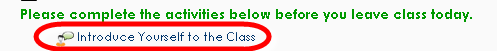 Please complete the activities below before you leave class today.
Introduce Yourself to the Class